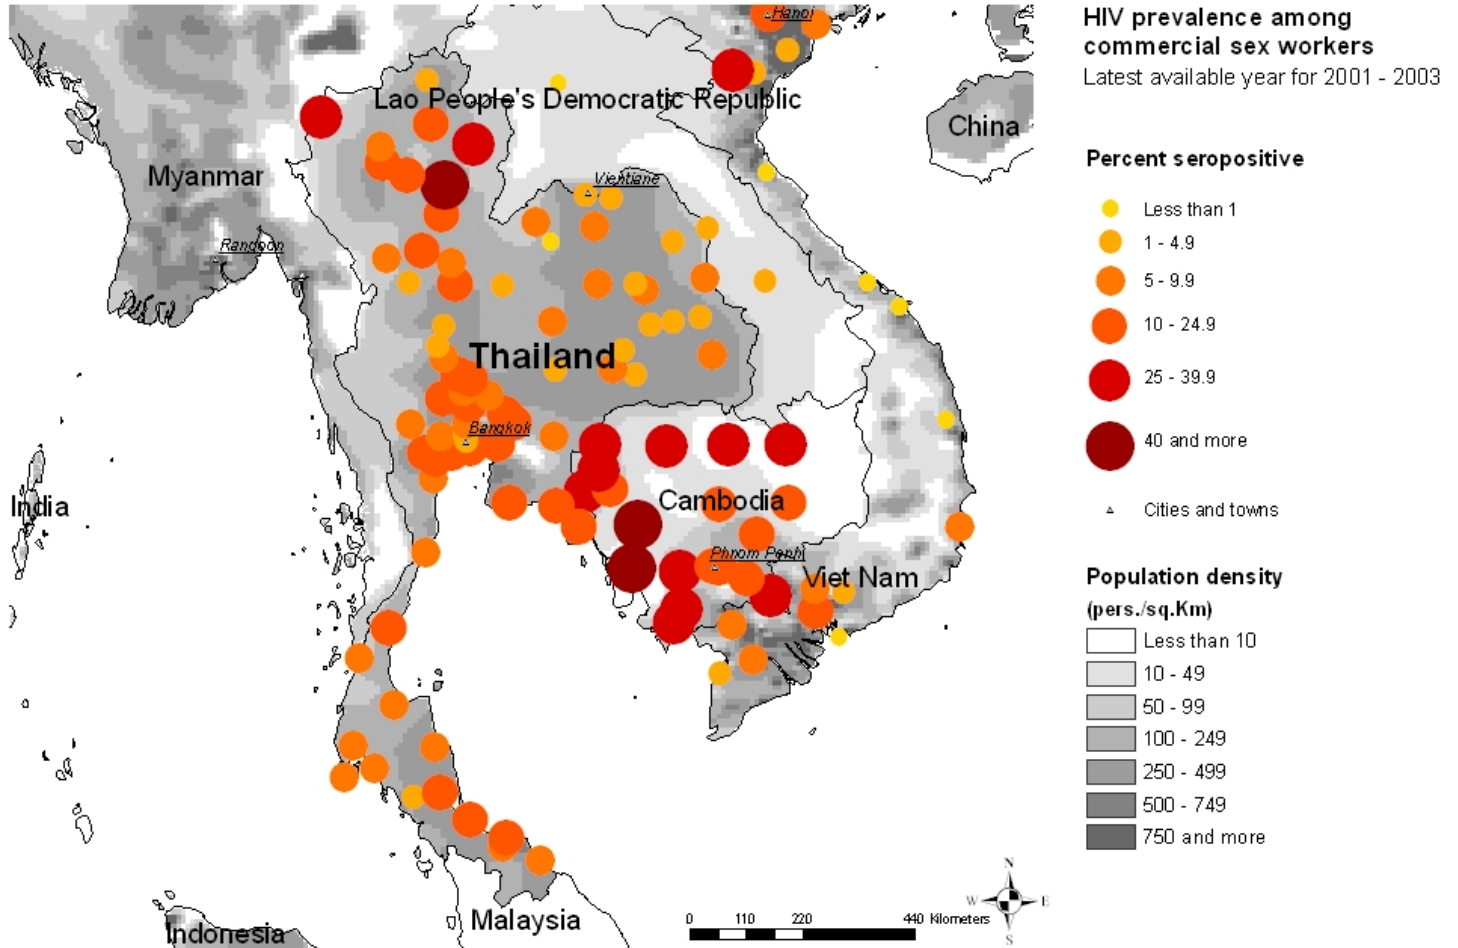 HIV prevalence among
commercial sex workers
Latest available year for 2001 - 2003
Percent seropositive
Less than 1
1 - 4.9
5 - 9.9
10 - 24.9
25 - 39.9
40 and more
Cities and towns
Population density
(pers./sq.Km)
Less than 10
10 - 49
50 - 99
100 - 249
250 - 499
500 - 749
750 and more
Hanoi
Lao People's Democratic Republic
China
Myanmar
Vientiane
Rangoon
Thailand
Bangkok
India
Cambodia
Phnom Penh
Viet Nam
Malaysia
Indonesia
0 110 220 440 Kilometers
N
W E
S